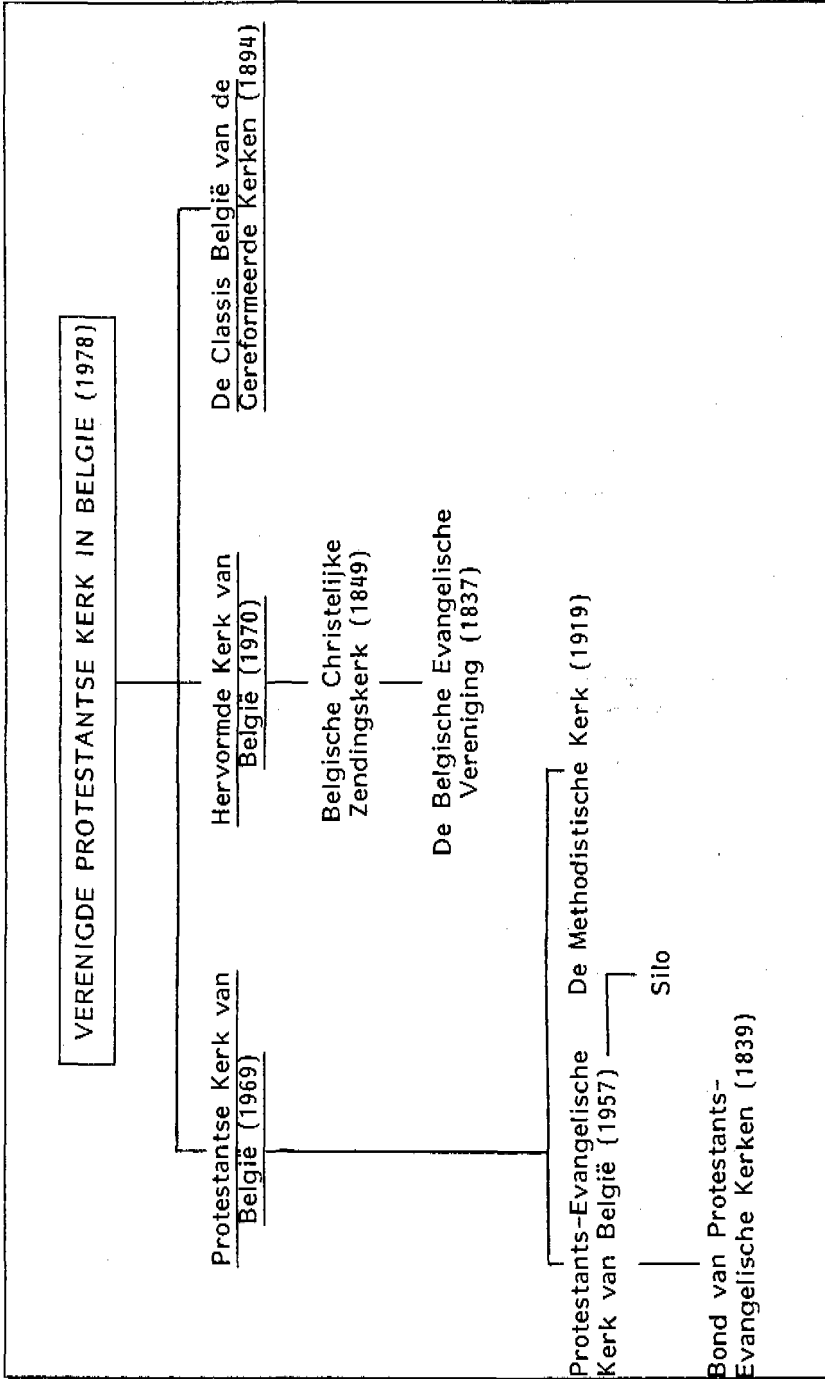 VERENIGDE PROTESTANTSE KERK IN BELGIE (1978)
Protestantse Kerk van
België (1969)
Hervormde Kerk van
België (1970)
De Classis België van de
Gereformeerde Kerken (1894)
Belgische Christelijke
Zendingskerk (1849)
De Belgische Evangelische
Vereniging (1837)
Protestants-Evangelische
Kerk van België (1957)
De Methodistische Kerk (1919)
Silo
Bond van Protestants-
Evangelische Kerken (1839)